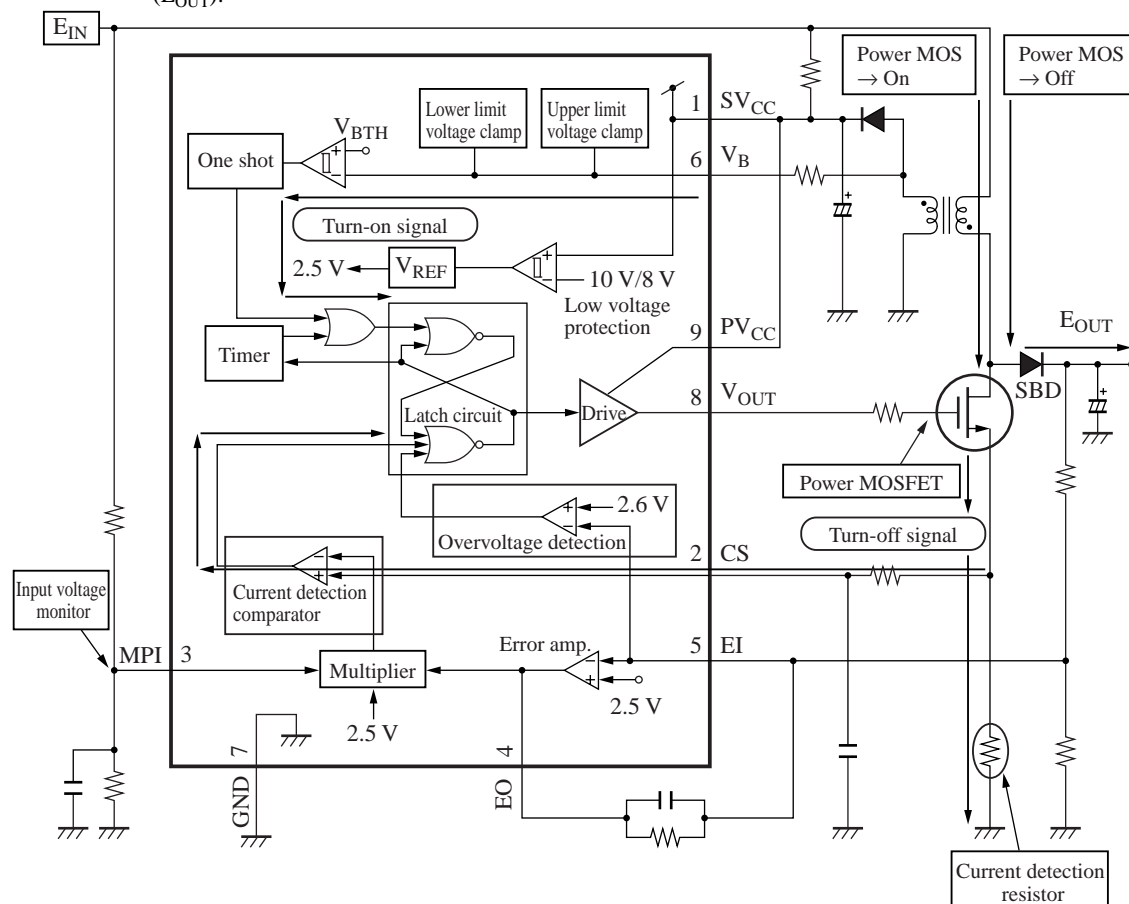 (E_OUT).
E_IN
Power MOS
→ On
Power MOS
→ Off
Lower limit
voltage clamp
Upper limit
voltage clamp
1
SV_CC
V_BTH
One shot
6
V_B
Turn-on signal
2.5 V
V_REF
10 V/8 V
Low voltage
protection
9
PV_CC
E_OUT
Timer
SBD
8
V_OUT
Latch circuit
Drive
Power MOSFET
2.6 V
Overvoltage detection
Turn-off signal
2
CS
Current detection
comparator
Input voltage
monitor
MPI
3
Error amp.
5
EI
Multiplier
2.5 V
2.5 V
7
GND
4
EO
Current detection
resistor